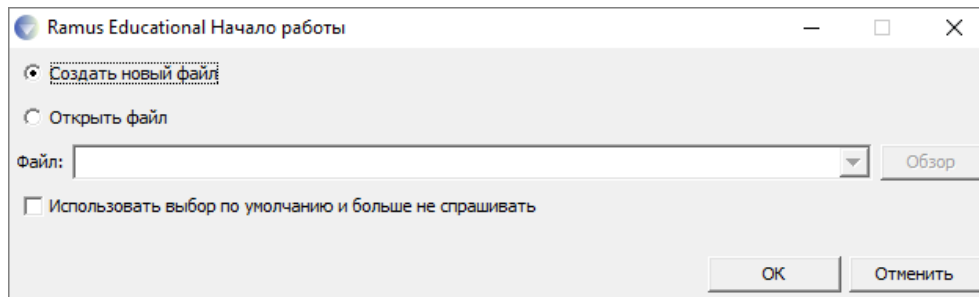 Ramus Educational Начало работы
Создать новый файл
Открыть файл
Файл: Обзор
Использовать выбор по умолчанию и больше не спрашивать
OK Отменить